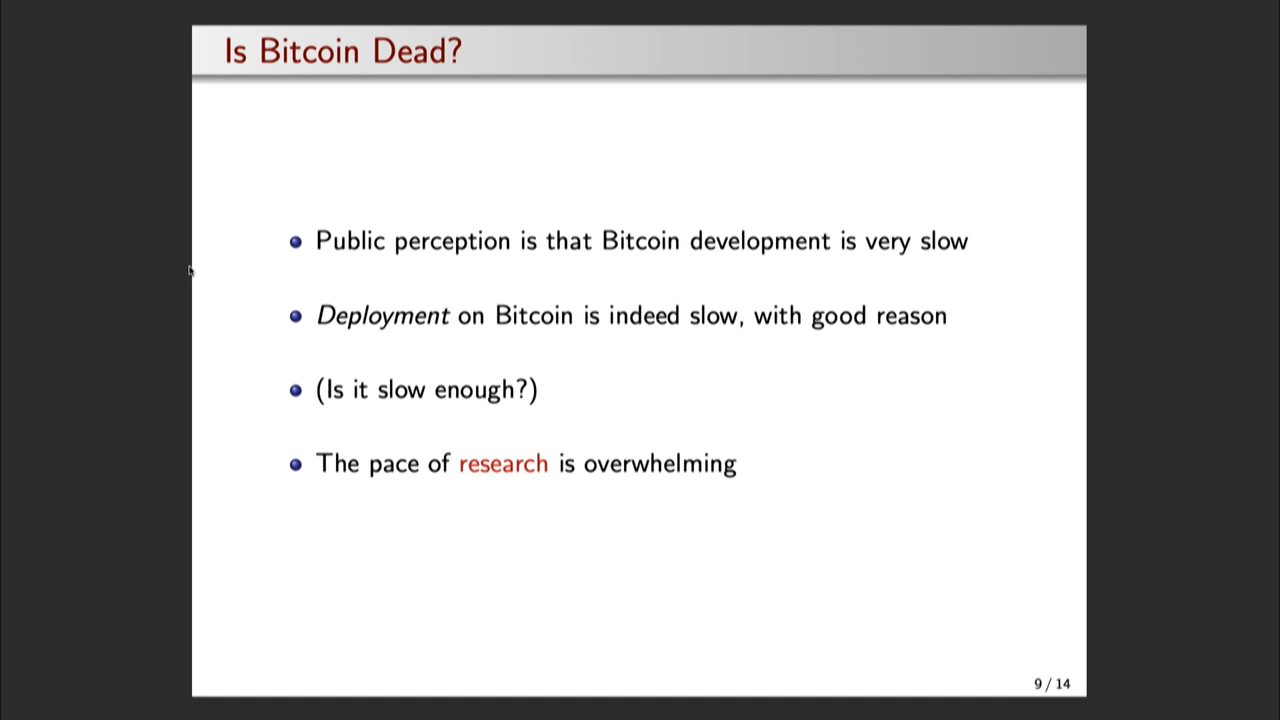 Is Bitcoin Dead?
Public perception is that Bitcoin development is very slow
Deployment on Bitcoin is indeed slow, with good reason
(Is it slow enough?)
The pace of research is overwhelming
9 / 14